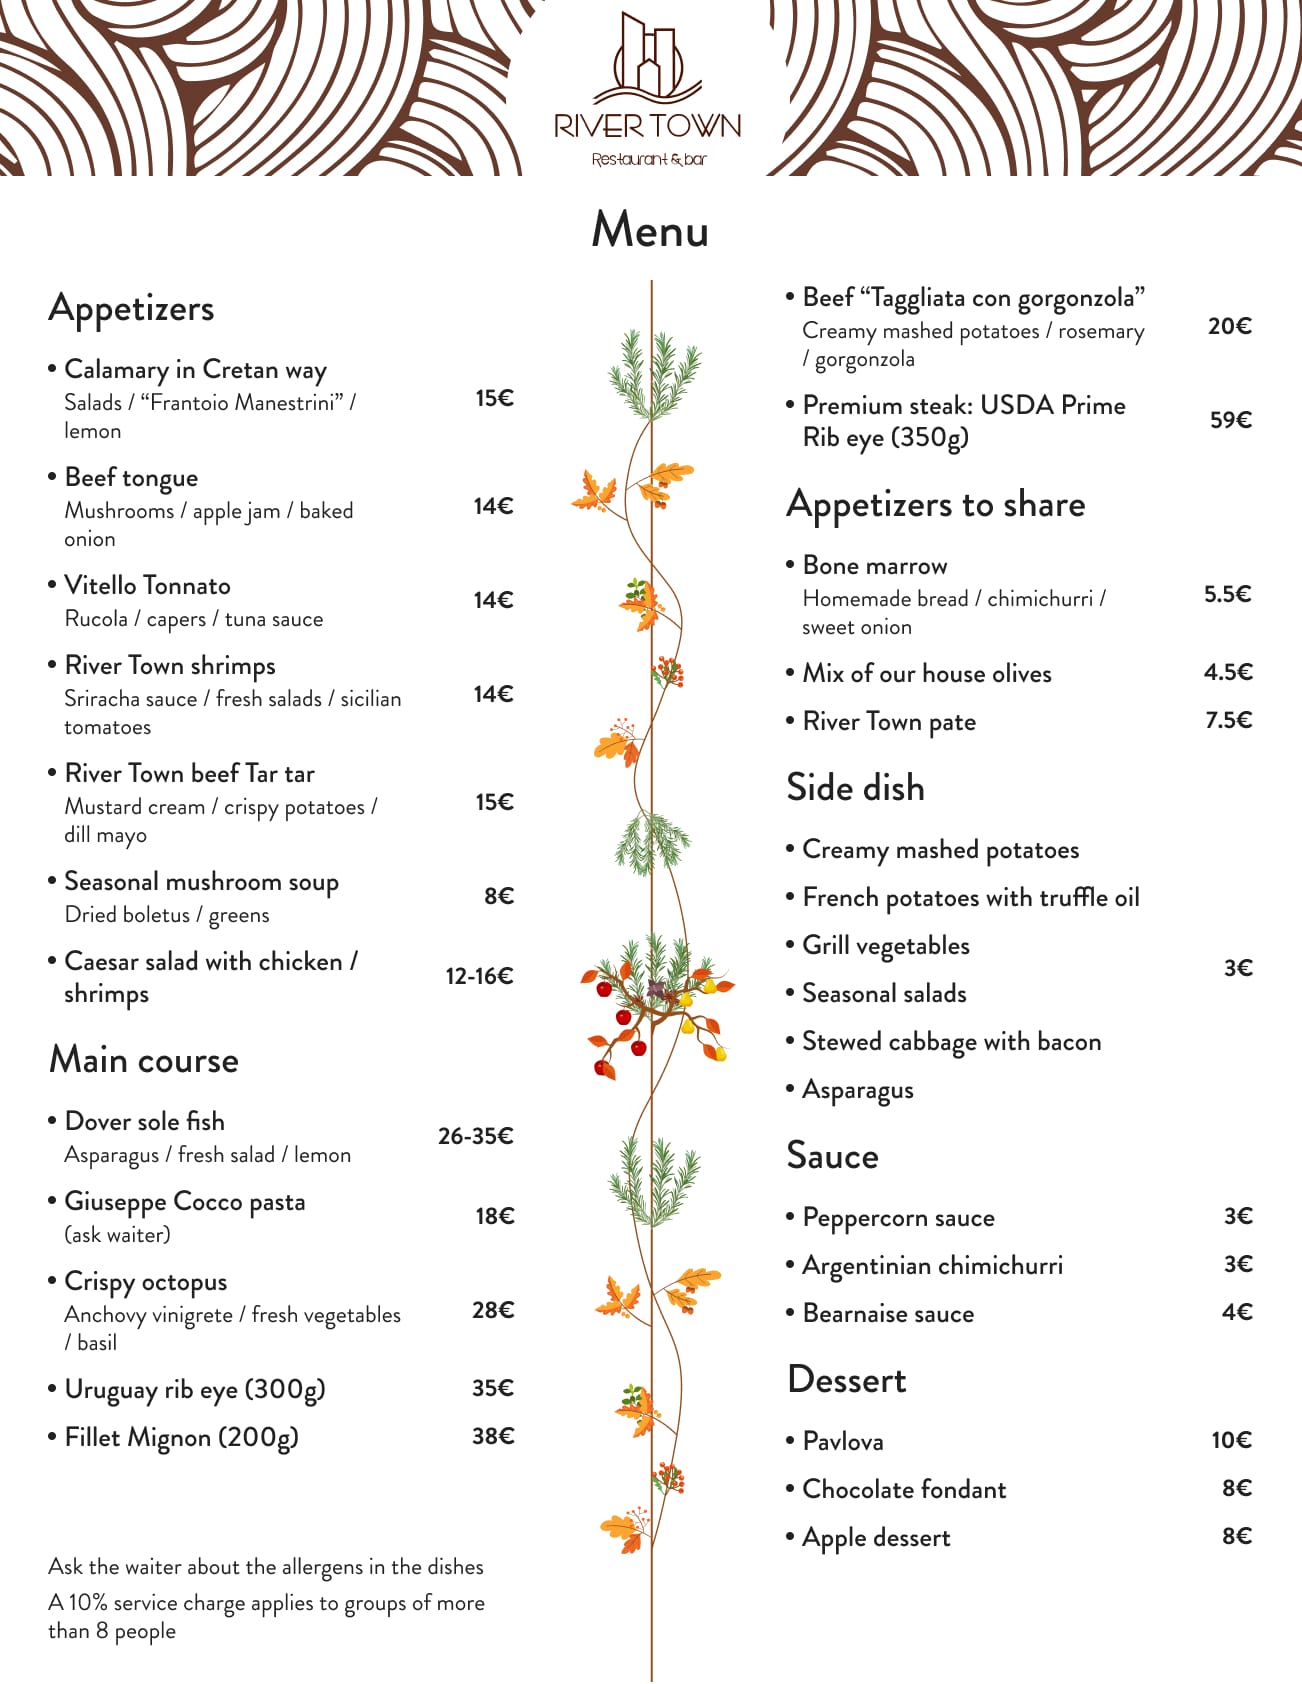 RIVER TOWN
Restaurant & bar
Menu
Appetizers
• Calamary in Cretan way
Salads / “Frantoio Manestrini” /
lemon
15€
• Beef tongue
Mushrooms / apple jam / baked
onion
14€
• Vitello Tonnato
Rucola / capers / tuna sauce
14€
• River Town shrimps
Sriracha sauce / fresh salads / sicilian
tomatoes
14€
• River Town beef Tar tar
Mustard cream / crispy potatoes /
dill mayo
15€
• Seasonal mushroom soup
Dried boletus / greens
8€
• Caesar salad with chicken /
shrimps
12-16€
Main course
• Dover sole fish
Asparagus / fresh salad / lemon
26-35€
• Giuseppe Cocco pasta
(ask waiter)
18€
• Crispy octopus
Anchovy vinigrete / fresh vegetables
/ basil
28€
• Uruguay rib eye (300g) 35€
• Fillet Mignon (200g) 38€
Ask the waiter about the allergens in the dishes
A 10% service charge applies to groups of more
than 8 people
• Beef “Taggliata con gorgonzola”
Creamy mashed potatoes / rosemary
/ gorgonzola
20€
• Premium steak: USDA Prime
Rib eye (350g)
59€
Appetizers to share
• Bone marrow
Homemade bread / chimichurri /
sweet onion
5.5€
• Mix of our house olives 4.5€
• River Town pate 7.5€
Side dish
• Creamy mashed potatoes
• French potatoes with truffle oil
• Grill vegetables
• Seasonal salads
• Stewed cabbage with bacon
• Asparagus
3€
Sauce
• Peppercorn sauce 3€
• Argentinian chimichurri 3€
• Bearnaise sauce 4€
Dessert
• Pavlova 10€
• Chocolate fondant 8€
• Apple dessert 8€